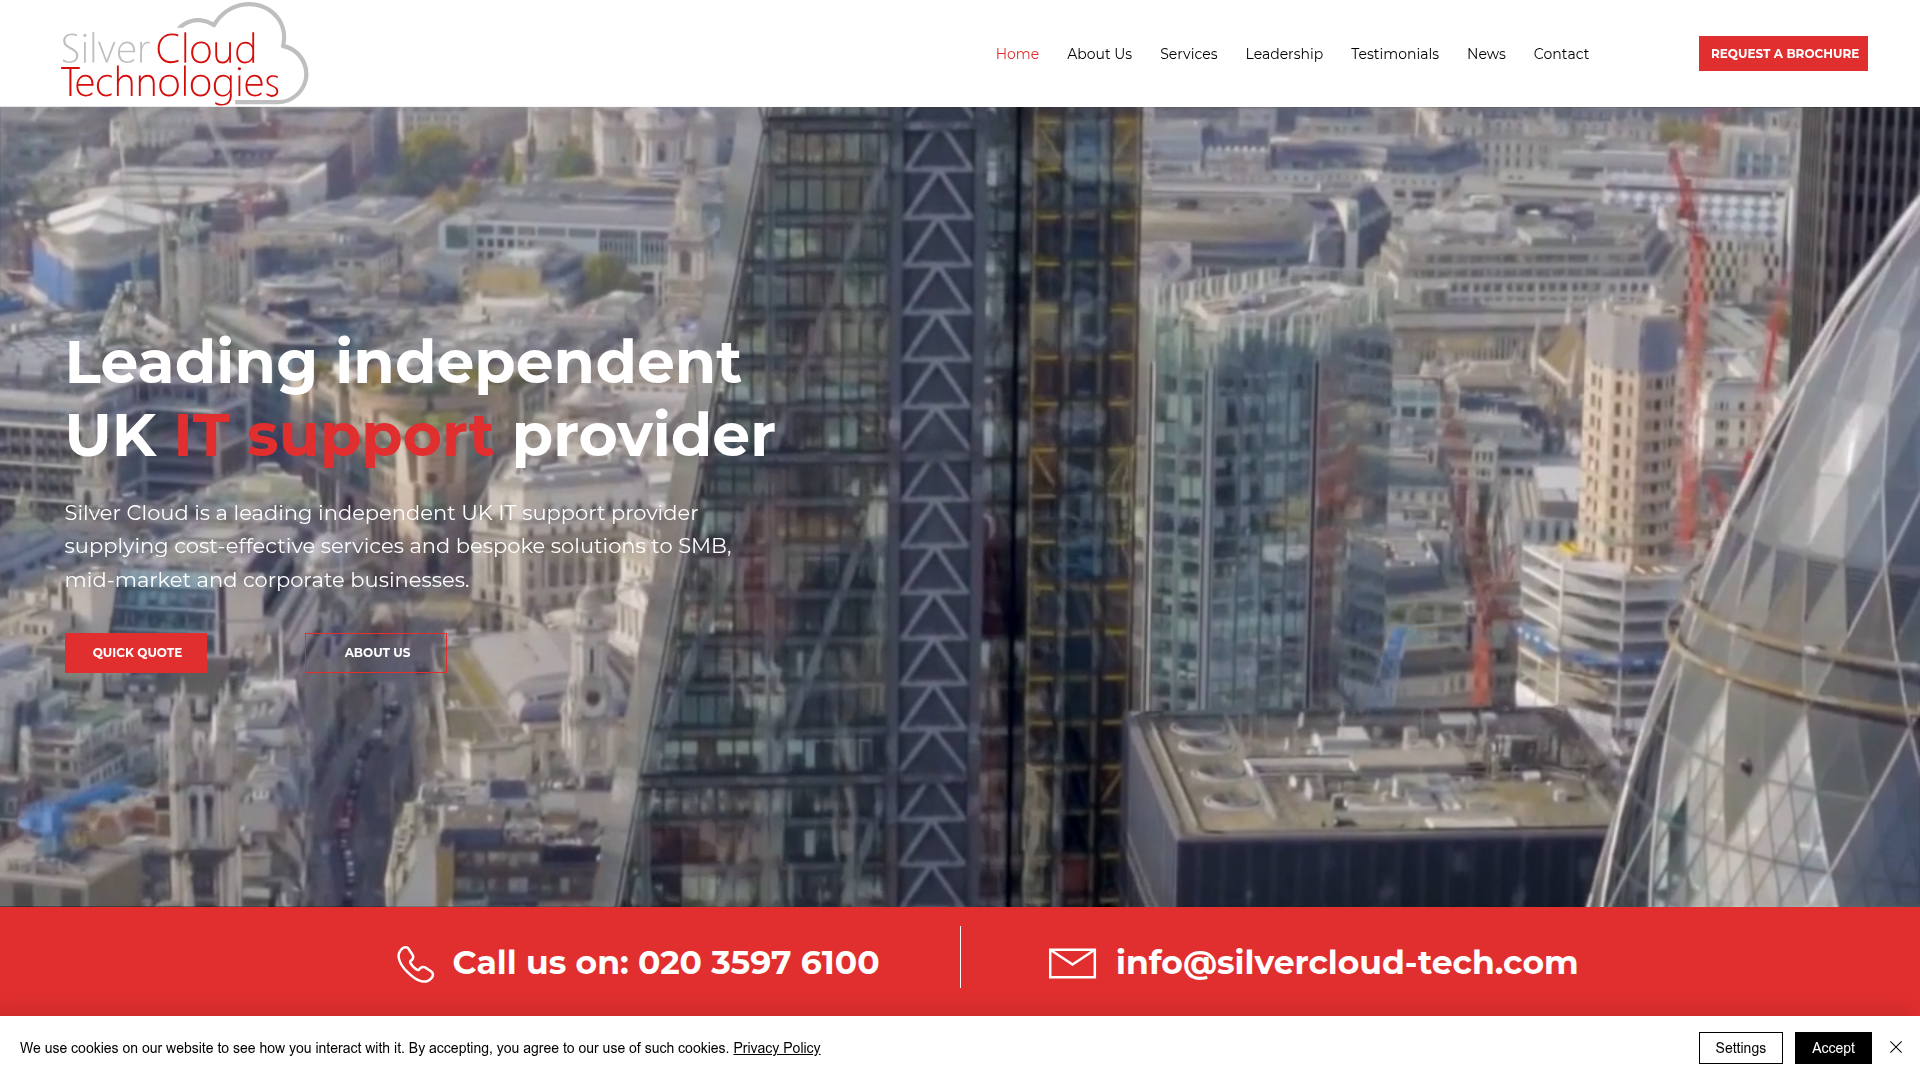 Silver Cloud
Technologies
Home About Us Services Leadership Testimonials News Contact
REQUEST A BROCHURE
Leading independent
UK IT support provider
Silver Cloud is a leading independent UK IT support provider
supplying cost-effective services and bespoke solutions to SMB,
mid-market and corporate businesses.
QUICK QUOTE
ABOUT US
Call us on: 020 3597 6100
info@silvercloud-tech.com
We use cookies on our website to see how you interact with it. By accepting, you agree to our use of such cookies. Privacy Policy
Settings
Accept